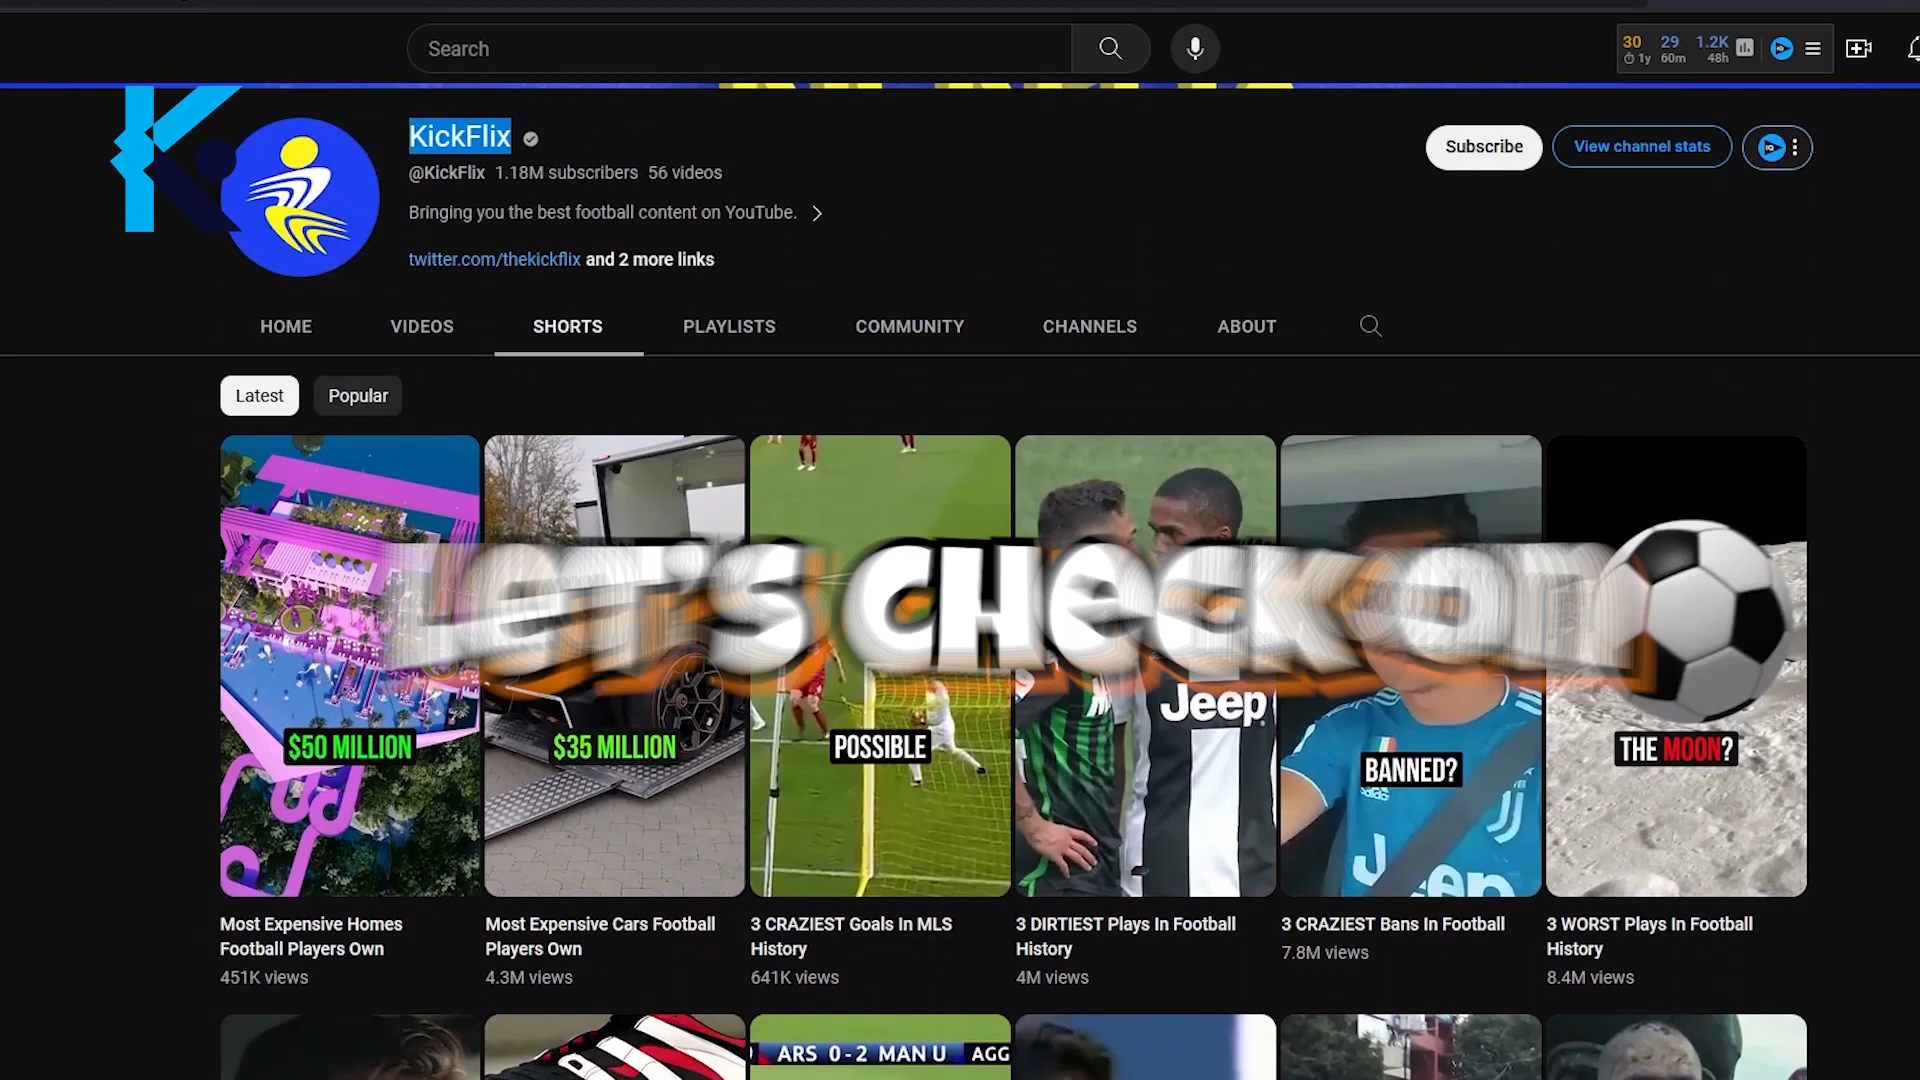 Search
30 29 1.2K
1y 60m 48h
KickFlix
@KickFlix 1.18M subscribers 56 videos
Subscribe
View channel stats
Bringing you the best football content on YouTube.
twitter.com/thekickflix and 2 more links
HOME VIDEOS SHORTS PLAYLISTS COMMUNITY CHANNELS ABOUT
Latest Popular
LET'S CHECK ON
Jeep
$50 MILLION
$35 MILLION
POSSIBLE
BANNED?
THE MOON?
Jeep
Most Expensive Homes
Football Players Own
451K views
Most Expensive Cars Football
Players Own
4.3M views
3 CRAZIEST Goals In MLS
History
641K views
3 DIRTIEST Plays In Football
History
4M views
3 CRAZIEST Bans In Football
7.8M views
3 WORST Plays In Football
History
8.4M views
ARS 0-2 MAN U AGG